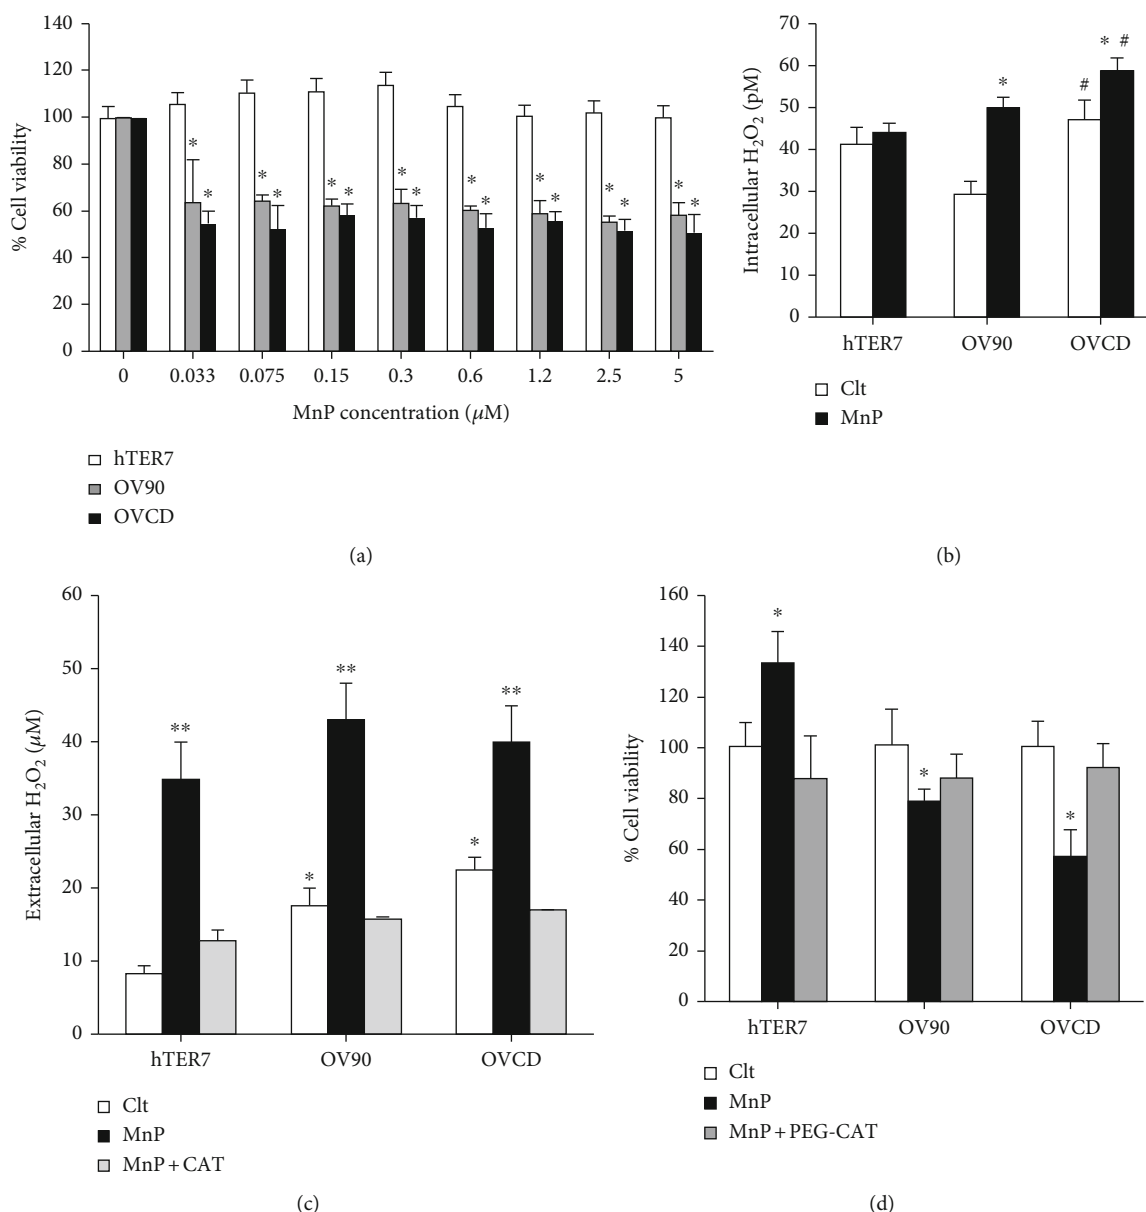 % Cell viability
140
120
100
80
60
40
20
0
* * * * * * * * * * * * * * * *
0 0.033 0.075 0.15 0.3 0.6 1.2 2.5 5
MnP concentration (μM)
hTER7
OV90
OVCD
(a)
Intracellular H₂O₂ (pM)
70
60
50
40
30
20
10
0
* # * #
hTER7 OV90 OVCD
Clt
MnP
(b)
Extracellular H₂O₂ (μM)
60
50
40
30
20
10
0
** * ** * **
hTER7 OV90 OVCD
Clt
MnP
MnP + CAT
(c)
% Cell viability
160
140
120
100
80
60
40
20
0
* * *
hTER7 OV90 OVCD
Clt
MnP
MnP + PEG-CAT
(d)